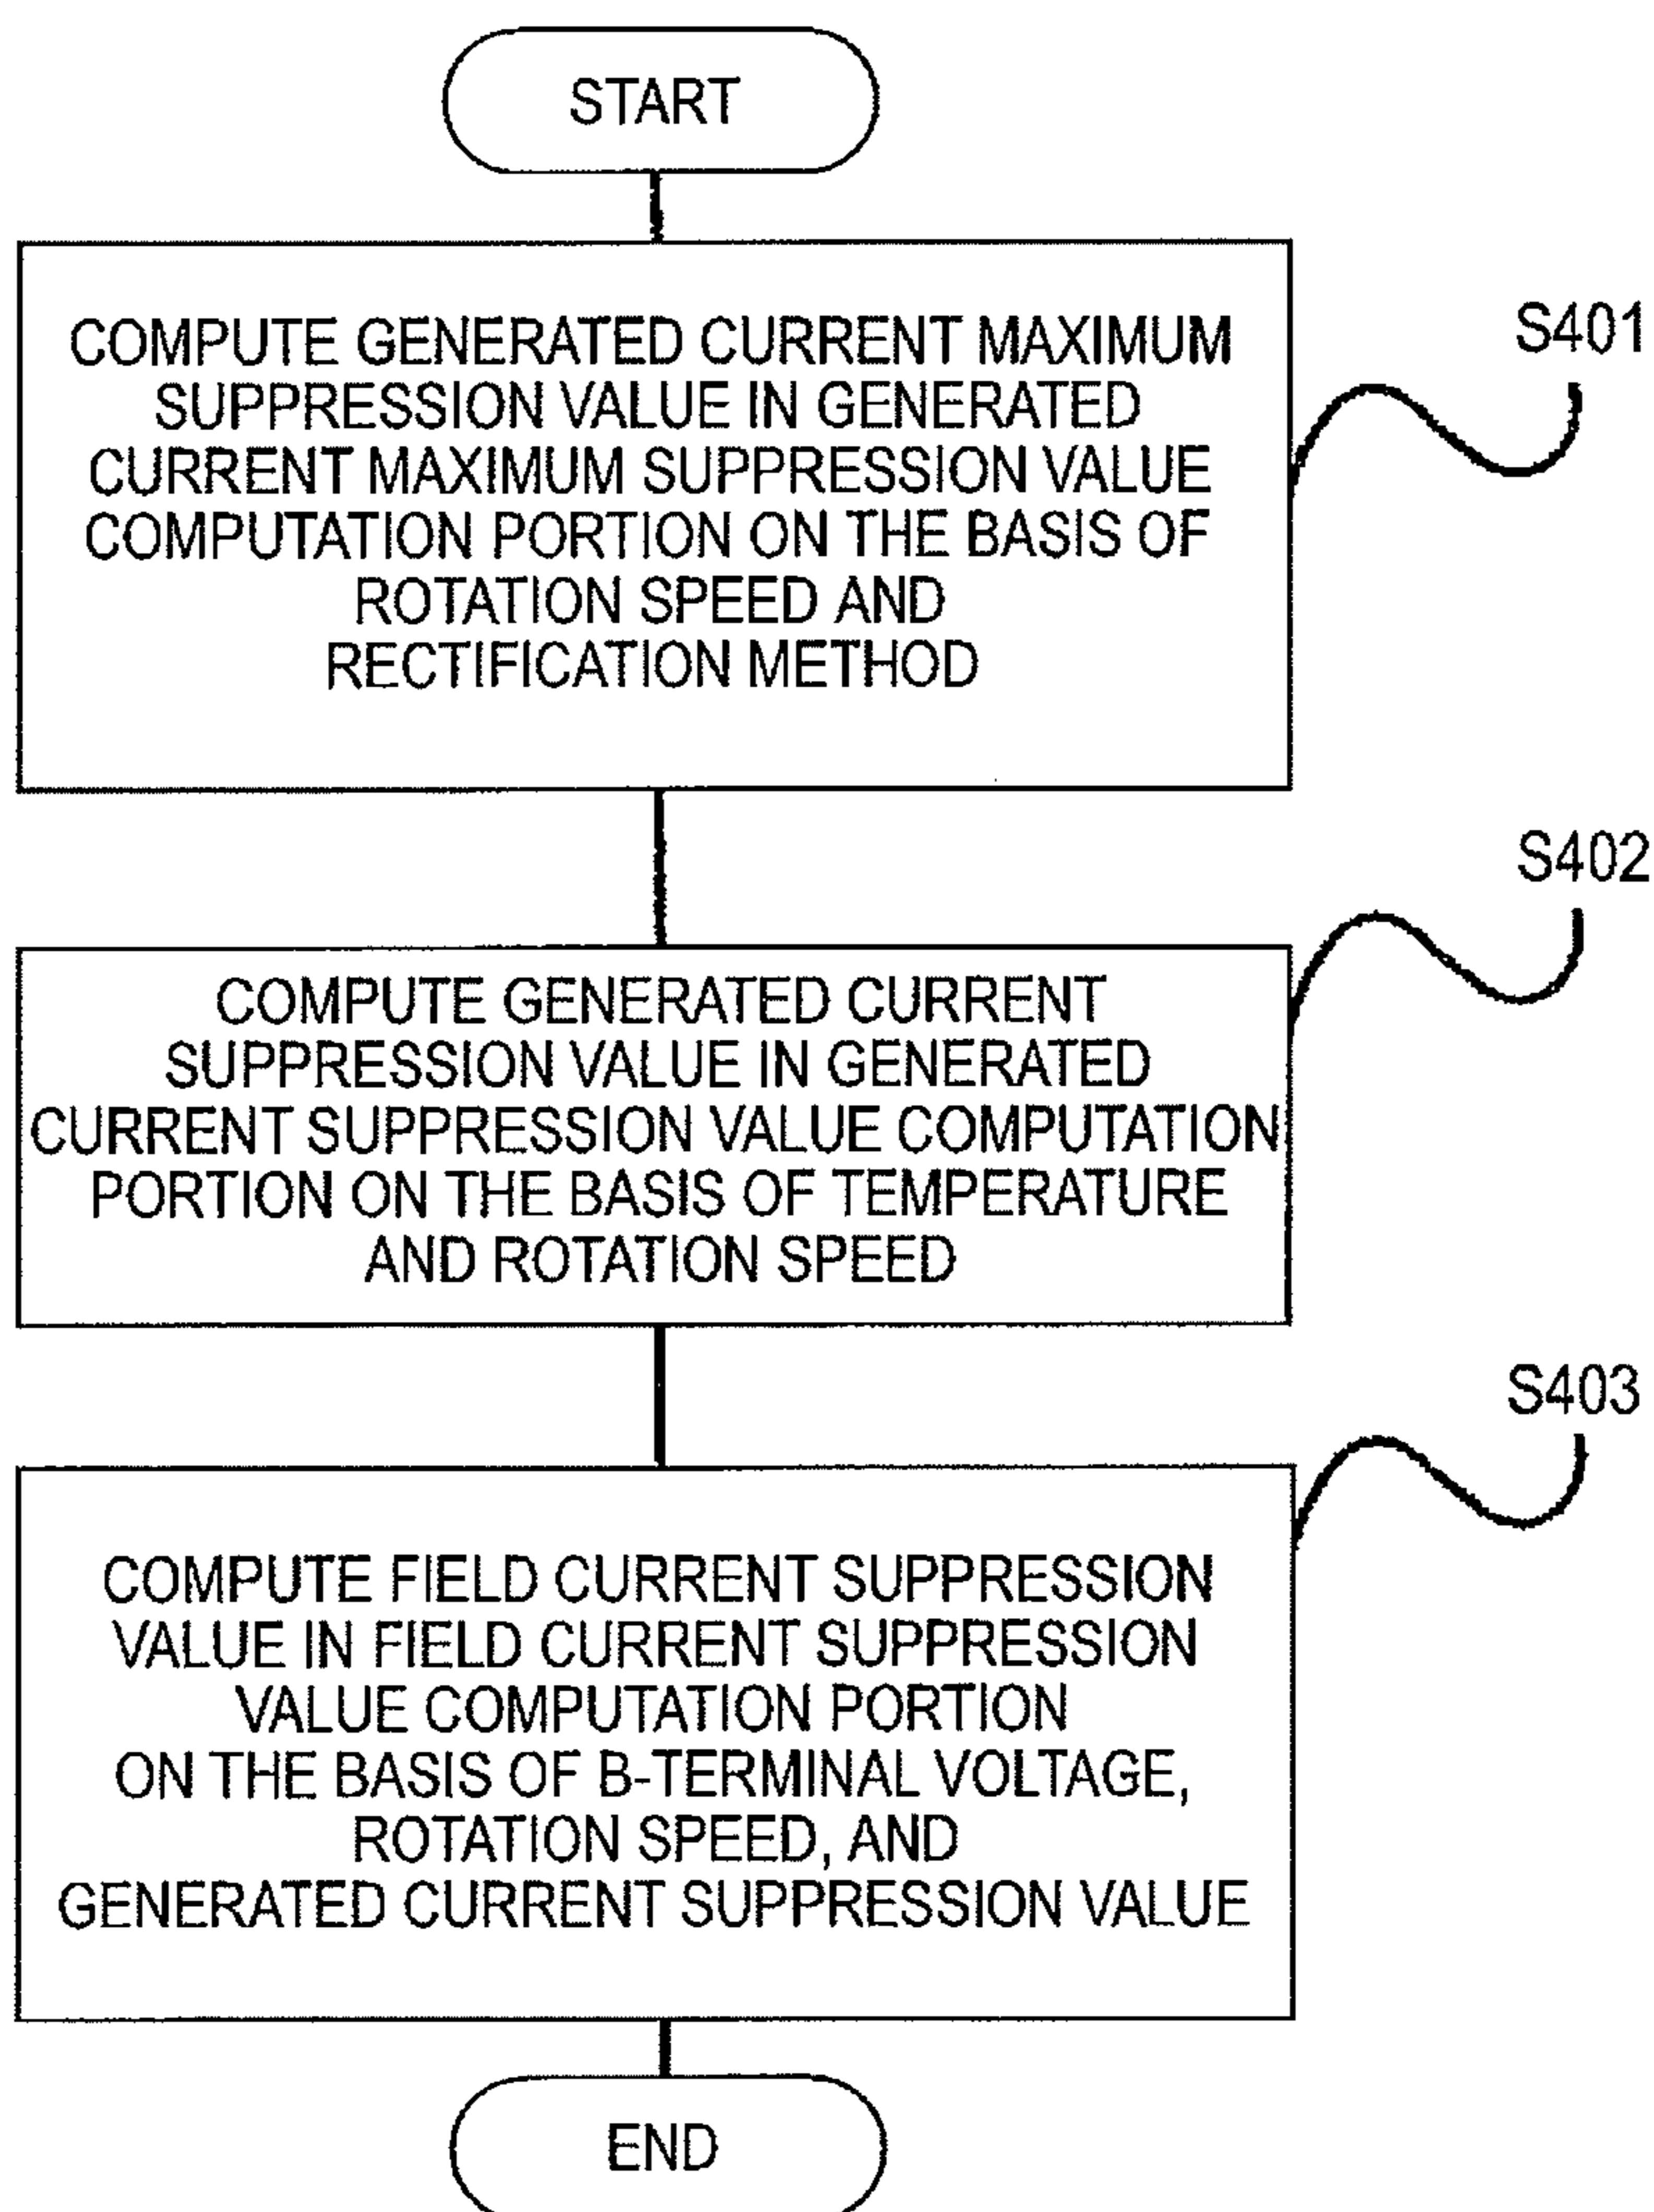 START
COMPUTE GENERATED CURRENT MAXIMUM
SUPPRESSION VALUE IN GENERATED
CURRENT MAXIMUM SUPPRESSION VALUE
COMPUTATION PORTION ON THE BASIS OF
ROTATION SPEED AND
RECTIFICATION METHOD
S401
COMPUTE GENERATED CURRENT
SUPPRESSION VALUE IN GENERATED
CURRENT SUPPRESSION VALUE COMPUTATION
PORTION ON THE BASIS OF TEMPERATURE
AND ROTATION SPEED
S402
COMPUTE FIELD CURRENT SUPPRESSION
VALUE IN FIELD CURRENT SUPPRESSION
VALUE COMPUTATION PORTION
ON THE BASIS OF B-TERMINAL VOLTAGE,
ROTATION SPEED, AND
GENERATED CURRENT SUPPRESSION VALUE
S403
END